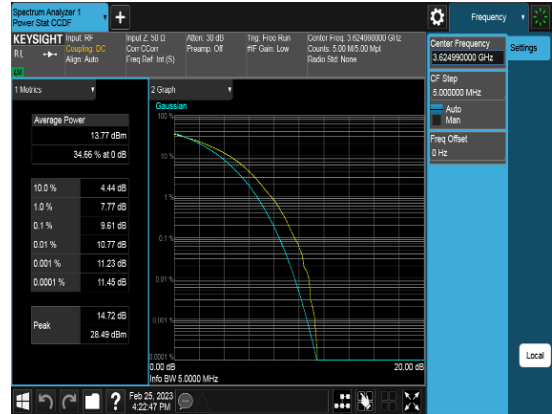 Spectrum Analyzer 1
Power Stat CCDF
Frequency
KEYSIGHT Input: RF Input Z: 50 Ω Atten: 30 dB Trig: Free Run Center Freq: 3.624990000 GHz
RL Coupling: DC Corr CCorr Preamp: Off #IF Gain: Low Counts: 5.00 M/5.00 Mpt
Align: Auto Freq Ref: Int (S) Radio Std: None
1 Metrics
2 Graph
Average Power
13.77 dBm
34.66 % at 0 dB
10.0 % 4.44 dB
1.0 % 7.77 dB
0.1 % 9.61 dB
0.01 % 10.77 dB
0.001 % 11.23 dB
0.0001 % 11.45 dB
Peak 14.72 dB
28.49 dBm
Gaussian
100 %
10 %
1 %
0.1 %
0.01 %
0.001 %
0.0001 %
0.00 dB 20.00 dB
Info BW 5.0000 MHz
Center Frequency
3.624990000 GHz
Settings
CF Step
5.000000 MHz
Auto
Man
Freq Offset
0 Hz
Local
Feb 25, 2023
4:22:47 PM